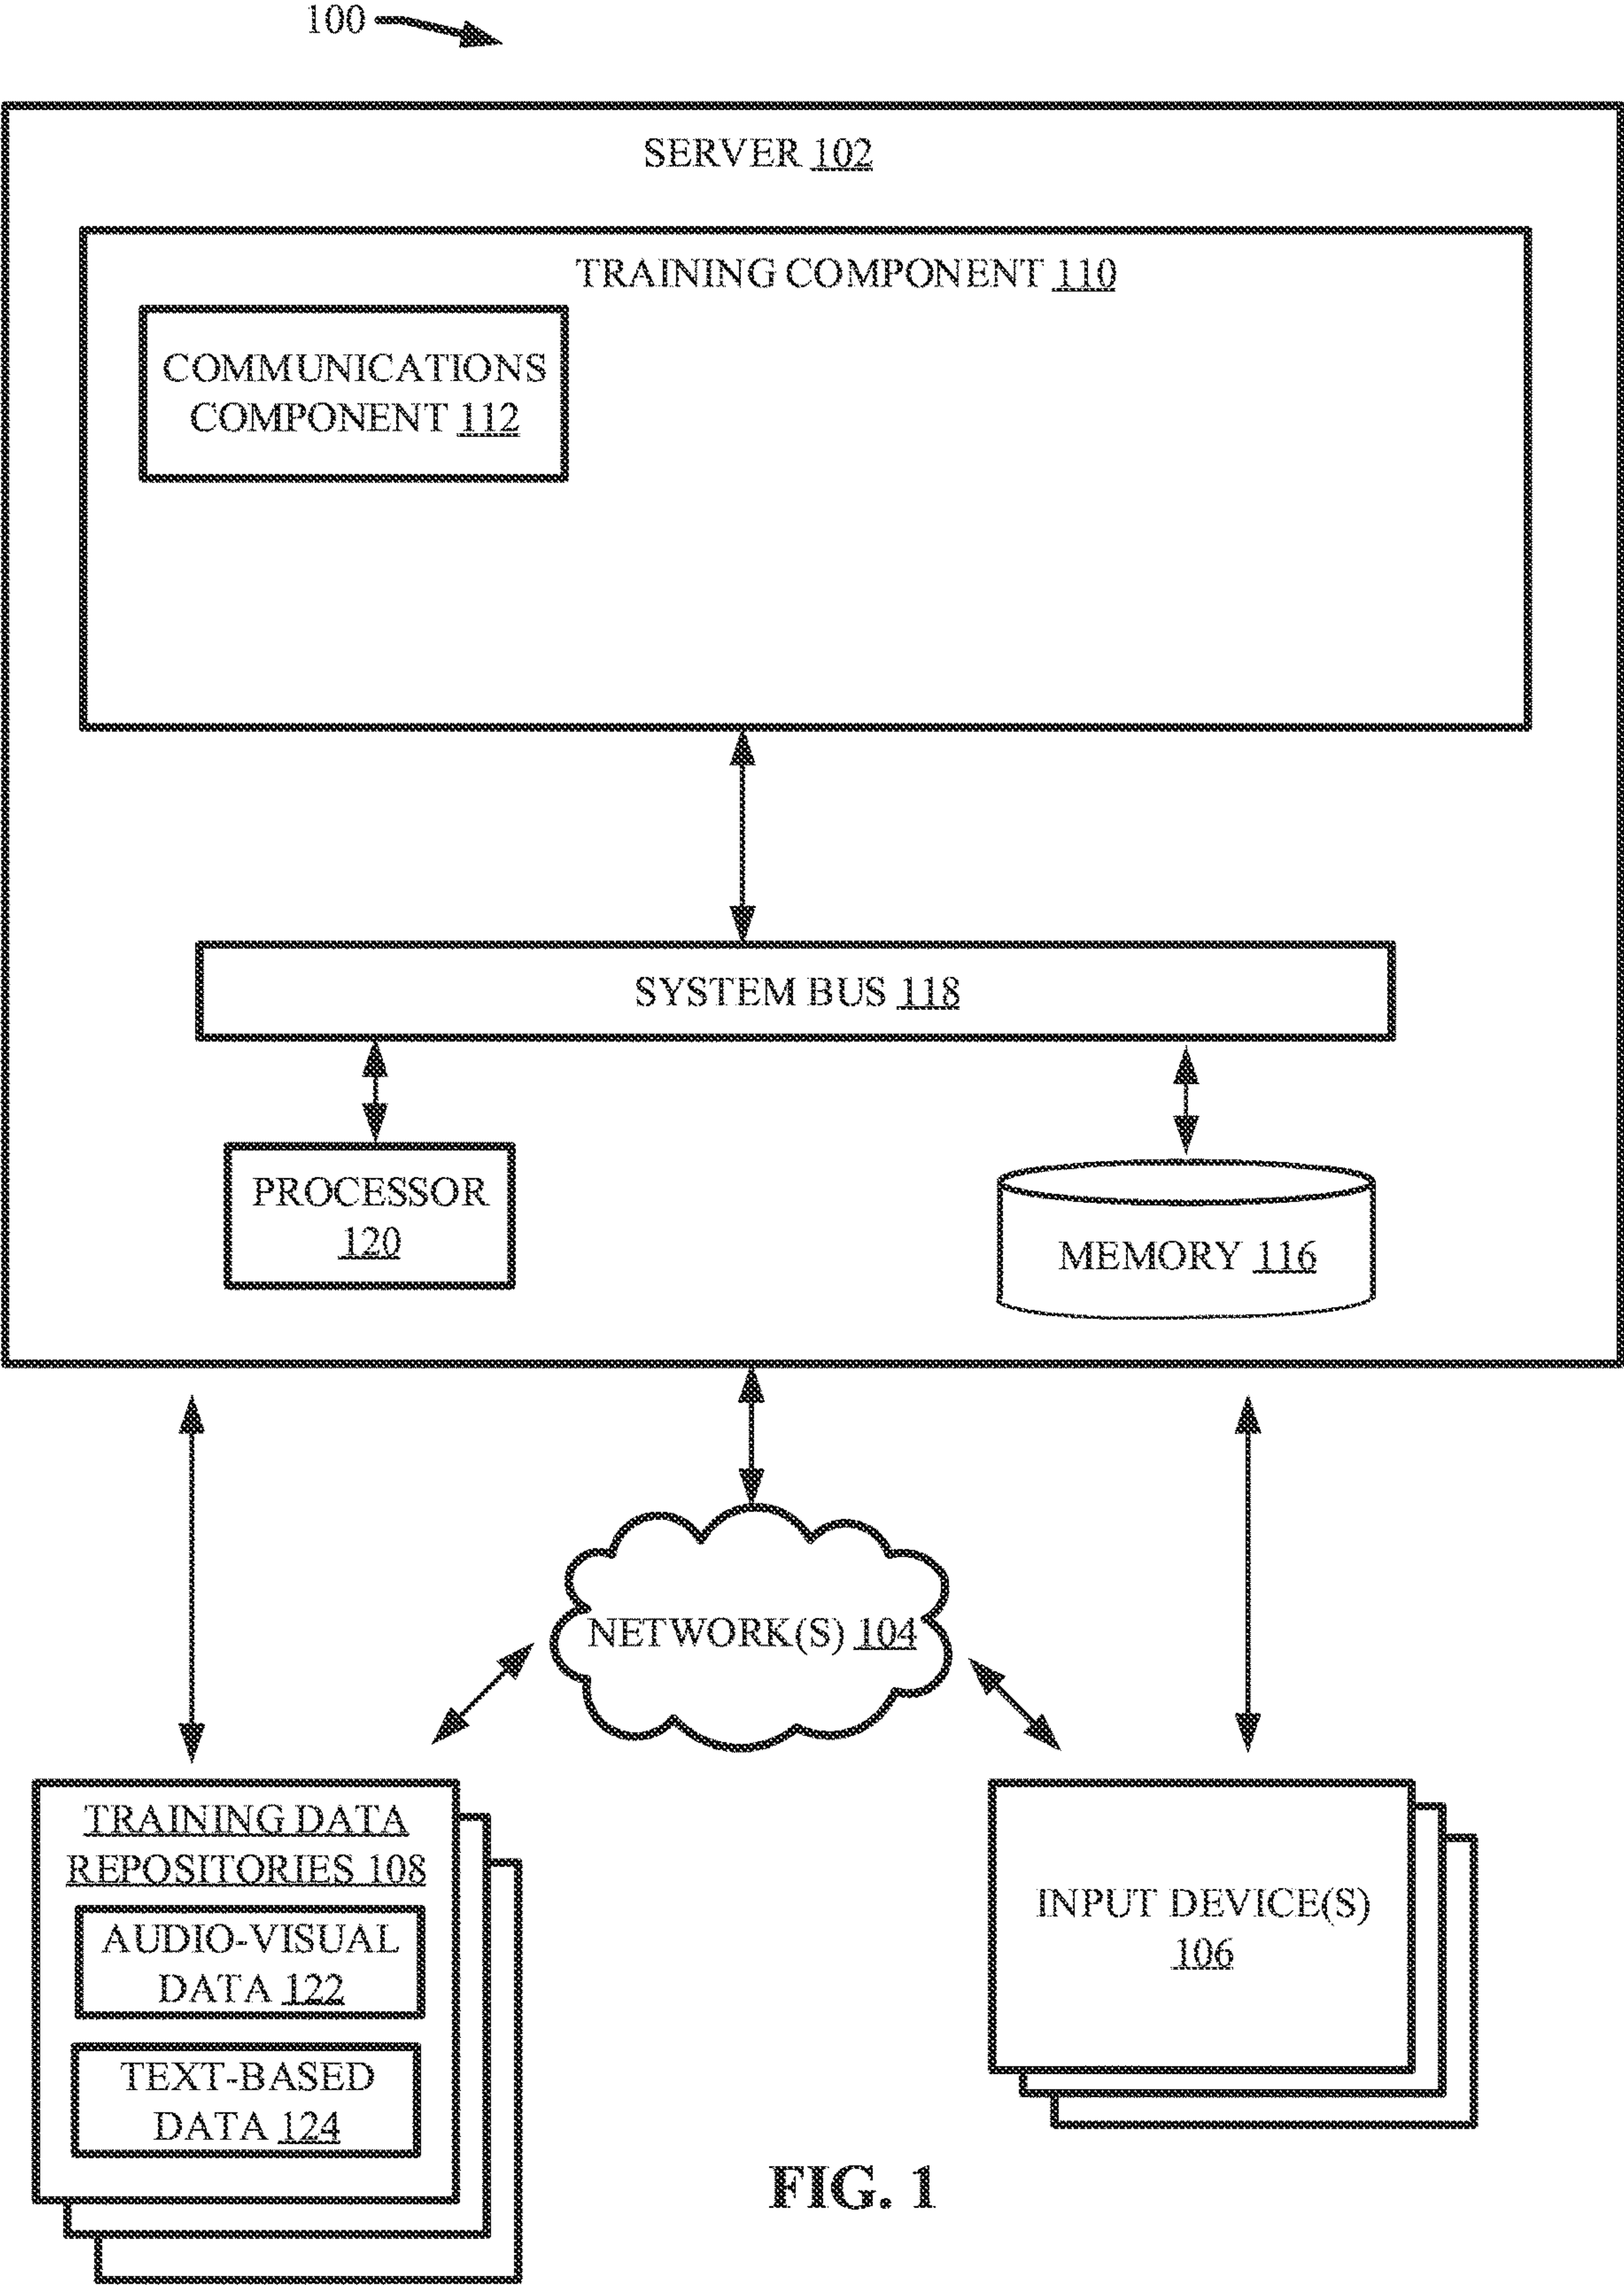 100
SERVER 102
TRAINING COMPONENT 110
COMMUNICATIONS
COMPONENT 112
SYSTEM BUS 118
PROCESSOR
120
MEMORY 116
NETWORK(S) 104
TRAINING DATA
REPOSITORIES 108
AUDIO-VISUAL
DATA 122
TEXT-BASED
DATA 124
INPUT DEVICE(S)
106
FIG. 1